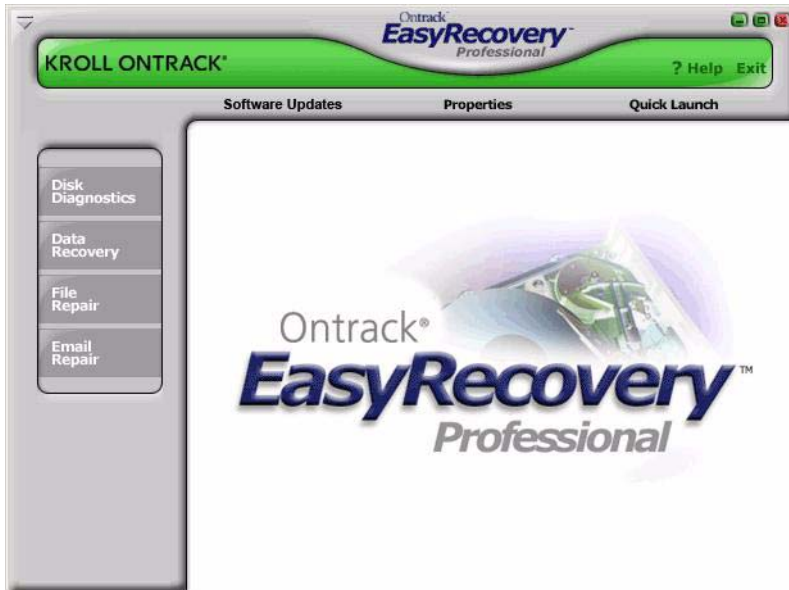 Ontrack®
EasyRecovery™
Professional
KROLL ONTRACK®
? Help Exit
Software Updates Properties Quick Launch
Disk
Diagnostics
Data
Recovery
File
Repair
Email
Repair
Ontrack®
EasyRecovery™
Professional